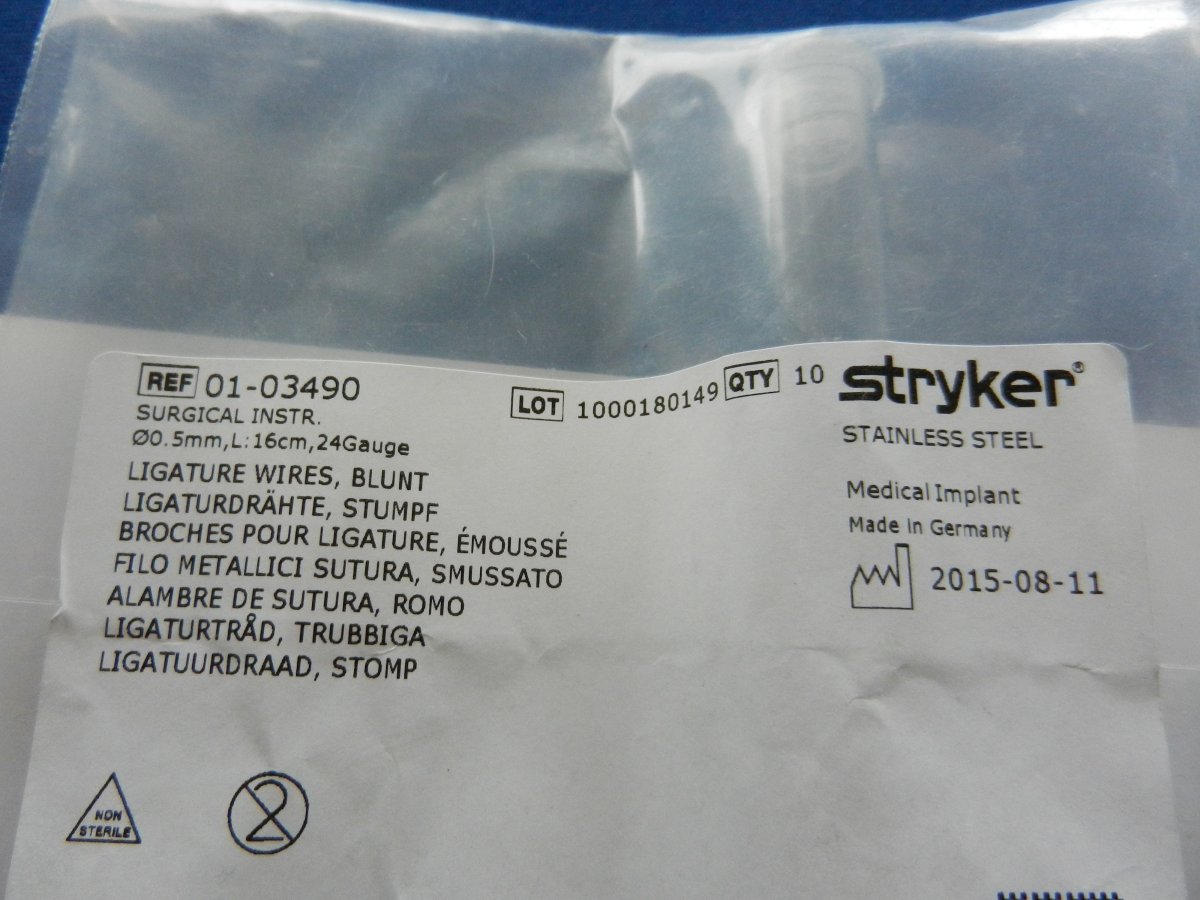 REF 01-03490
SURGICAL INSTR.
Ø0.5mm,L:16cm,24Gauge
LIGATURE WIRES, BLUNT
LIGATURDRÄHTE, STUMPF
BROCHES POUR LIGATURE, ÉMOUSSÉ
FILO METALLICI SUTURA, SMUSSATO
ALAMBRE DE SUTURA, ROMO
LIGATURTRÅD, TRUBBIGA
LIGATUURDRAAD, STOMP
LOT 1000180149
QTY 10
stryker®
STAINLESS STEEL
Medical Implant
Made in Germany
2015-08-11
NON
STERILE
2